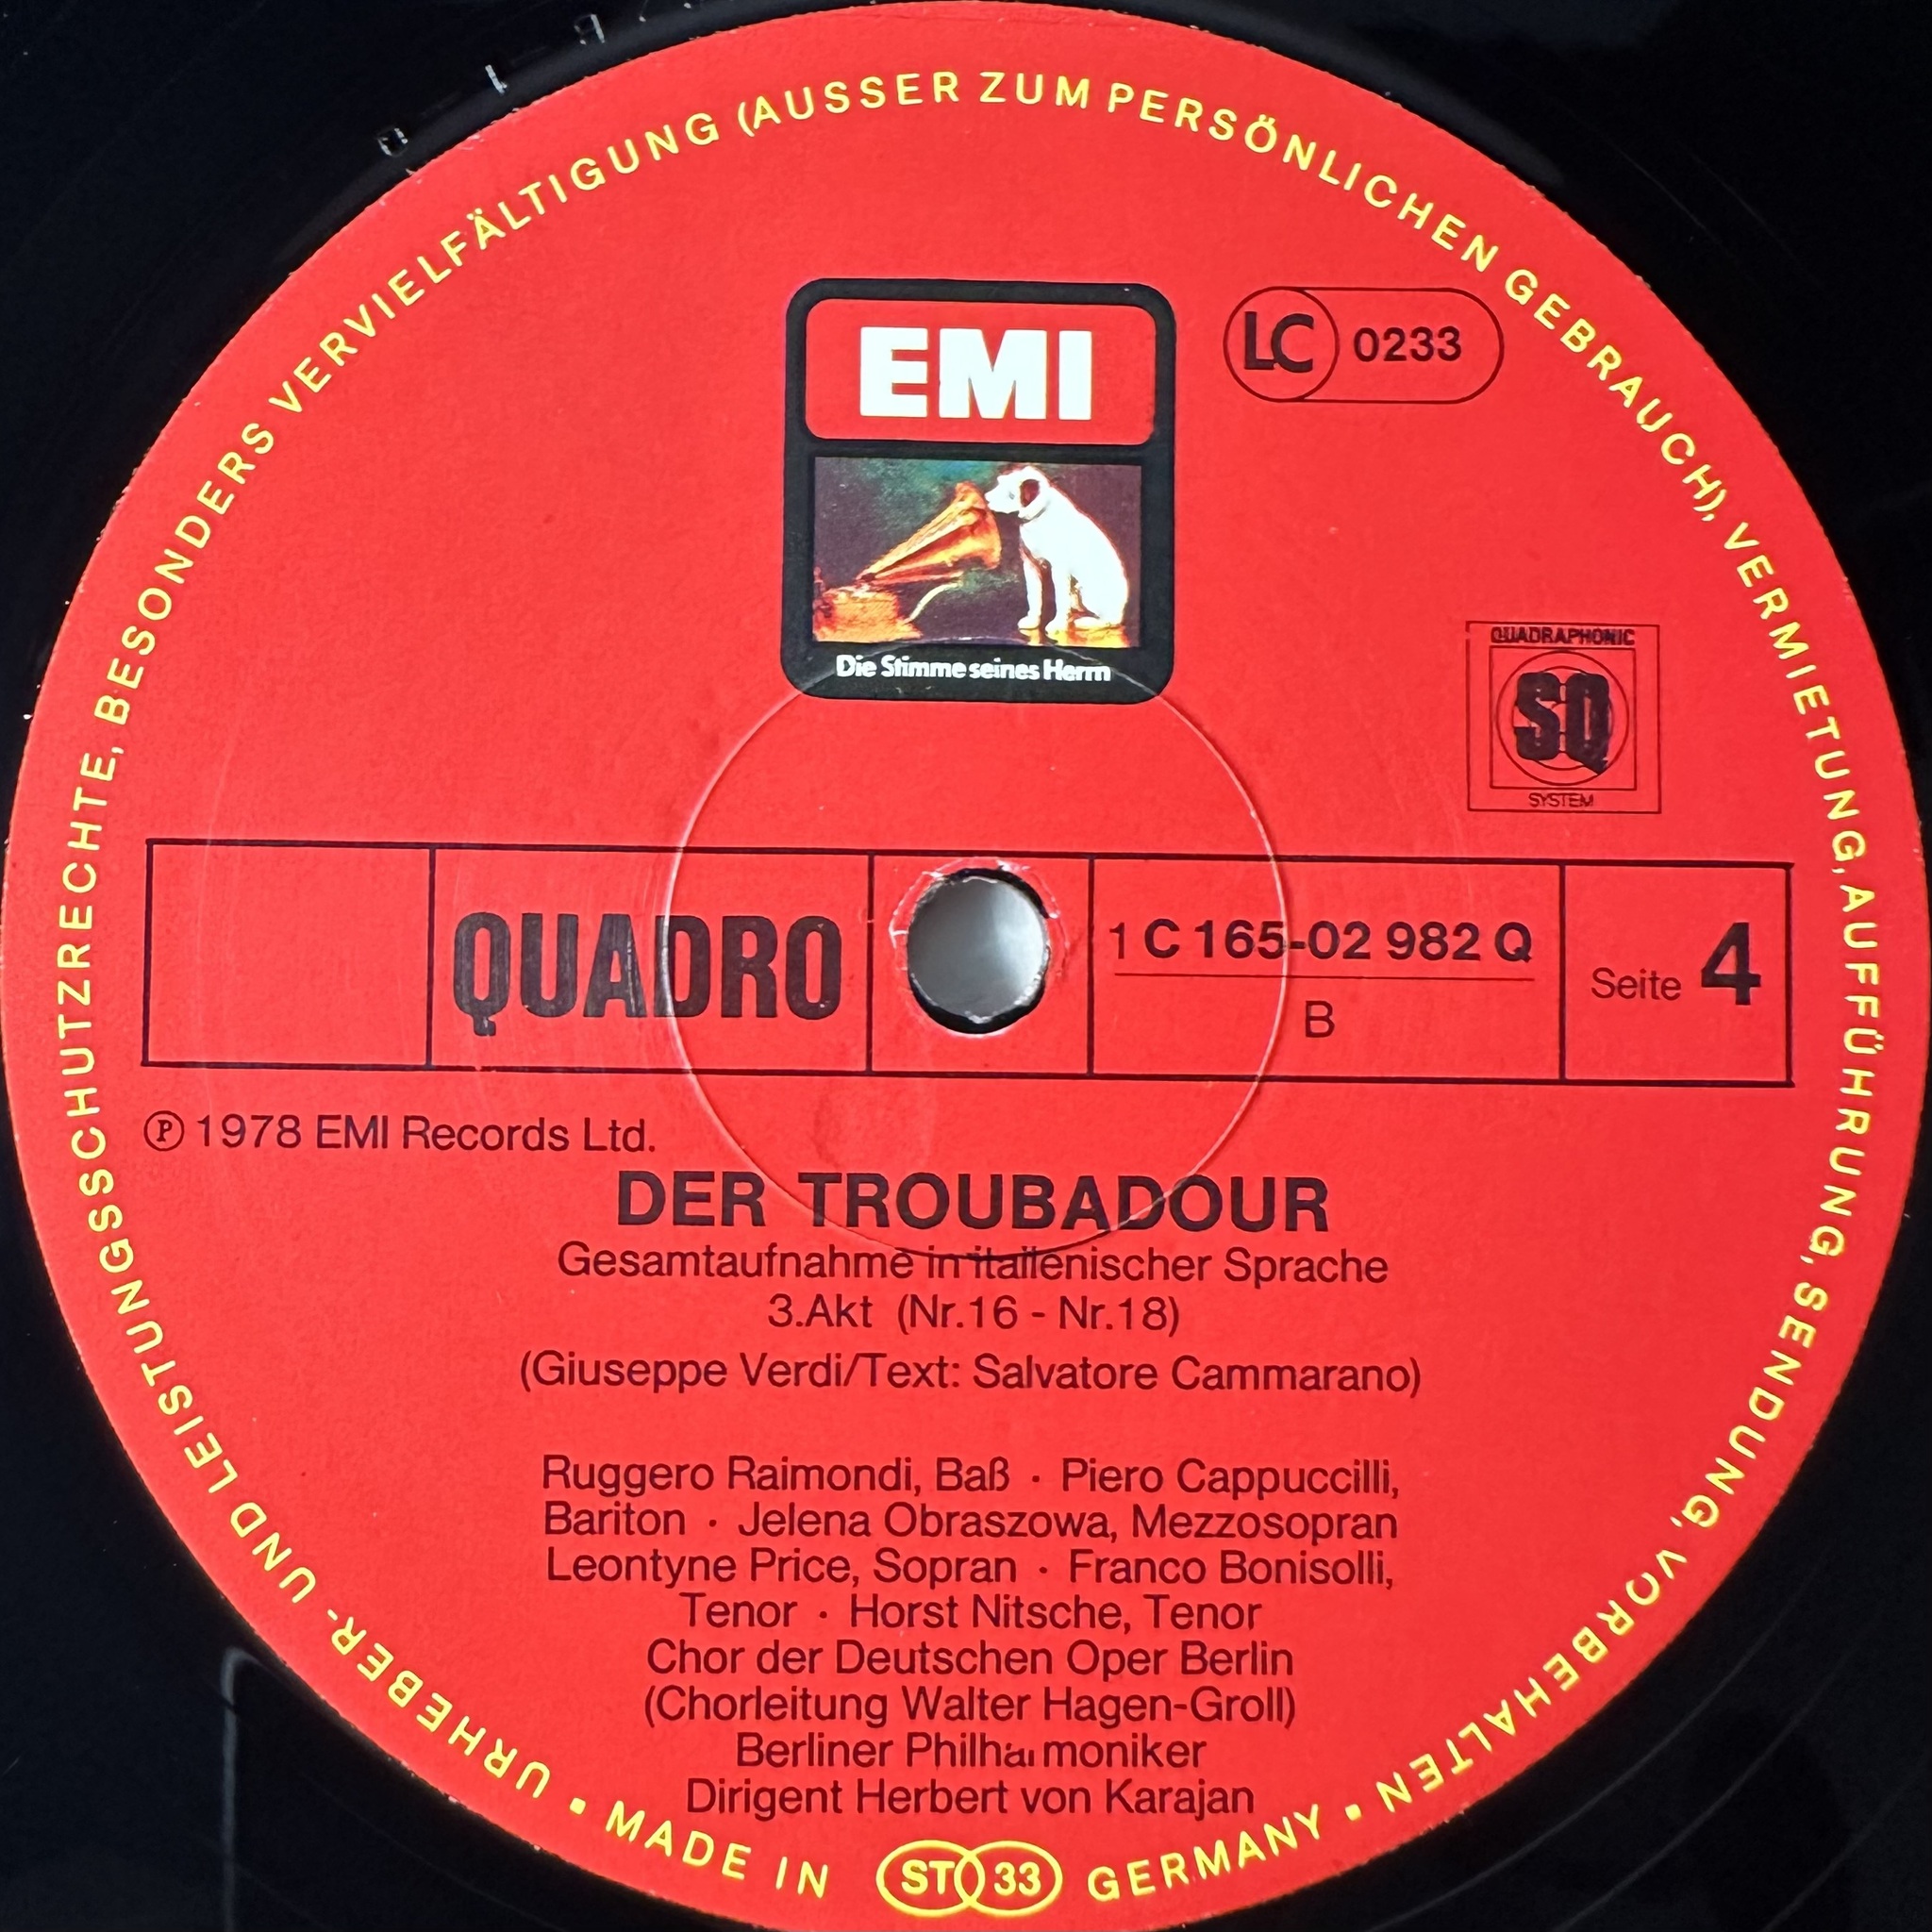 URHEBER- UND LEISTUNGSSCHUTZRECHTE, BESONDERS VERVIELFÄLTIGUNG (AUSSER ZUM PERSÖNLICHEN GEBRAUCH), VERMIETUNG, AUFFÜHRUNG, SENDUNG, VORBEHALTEN
EMI
LC 0233
Die Stimme seines Herrn
QUADRAPHONIC
SQ
SYSTEM
QUADRO
1 C 165-02 982 Q
B
Seite 4
℗ 1978 EMI Records Ltd.
DER TROUBADOUR
Gesamtaufnahme in italienischer Sprache
3.Akt (Nr.16 - Nr.18)
(Giuseppe Verdi/Text: Salvatore Cammarano)
Ruggero Raimondi, Baß · Piero Cappuccilli,
Bariton · Jelena Obraszowa, Mezzosopran
Leontyne Price, Sopran · Franco Bonisolli,
Tenor · Horst Nitsche, Tenor
Chor der Deutschen Oper Berlin
(Chorleitung Walter Hagen-Groll)
Berliner Philharmoniker
Dirigent Herbert von Karajan
• MADE IN ST 33 GERMANY •